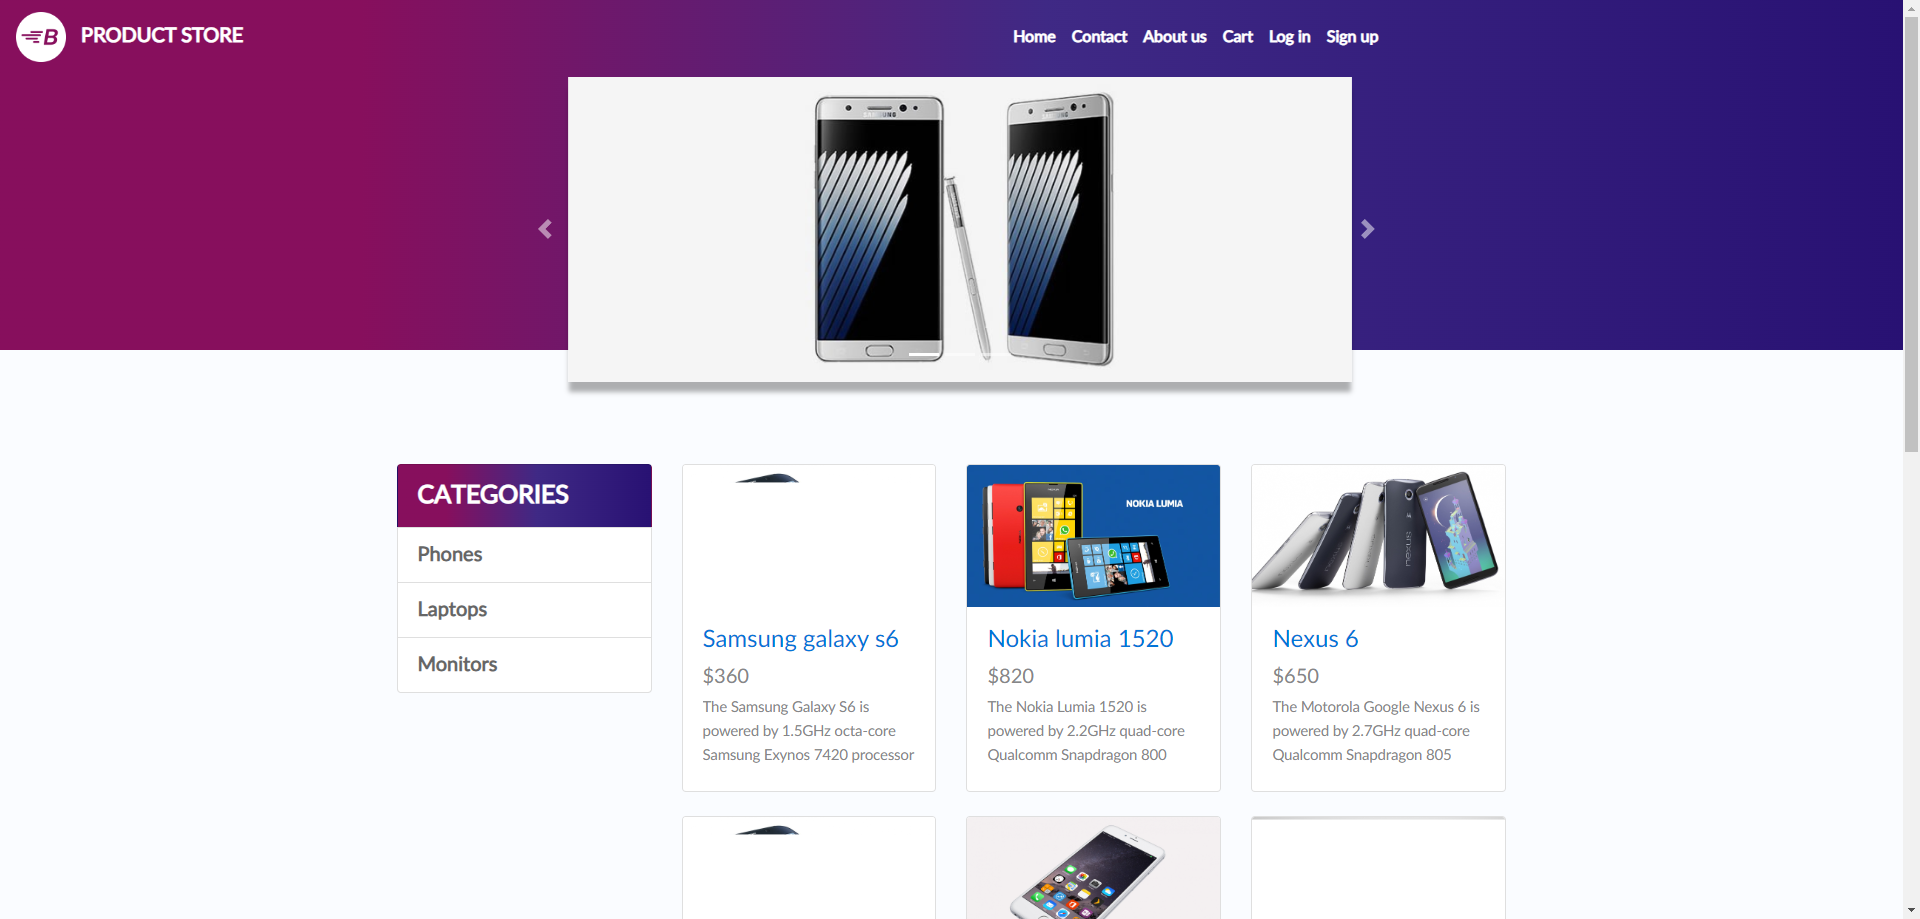 B PRODUCT STORE
Home Contact About us Cart Log in Sign up
SAMSUNG
CATEGORIES
Phones
Laptops
Monitors
NOKIA LUMIA
Samsung galaxy s6
$360
The Samsung Galaxy S6 is
powered by 1.5GHz octa-core
Samsung Exynos 7420 processor
Nokia lumia 1520
$820
The Nokia Lumia 1520 is
powered by 2.2GHz quad-core
Qualcomm Snapdragon 800
nexus
Nexus 6
$650
The Motorola Google Nexus 6 is
powered by 2.7GHz quad-core
Qualcomm Snapdragon 805